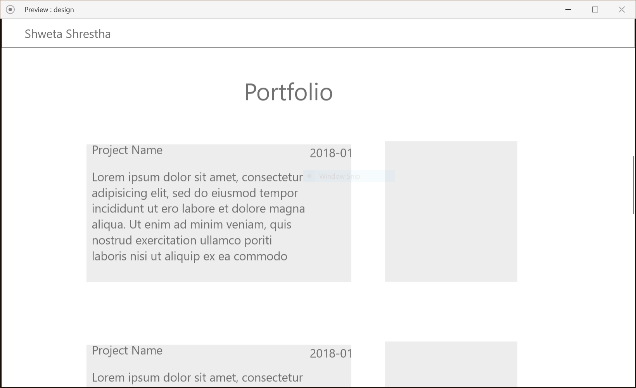 Preview : design
Shweta Shrestha
Portfolio
Project Name
2018-01
Lorem ipsum dolor sit amet, consectetur
adipisicing elit, sed do eiusmod tempor
incididunt ut ero labore et dolore magna
aliqua. Ut enim ad minim veniam, quis
nostrud exercitation ullamco poriti
laboris nisi ut aliquip ex ea commodo
Project Name
2018-01
Lorem ipsum dolor sit amet, consectetur